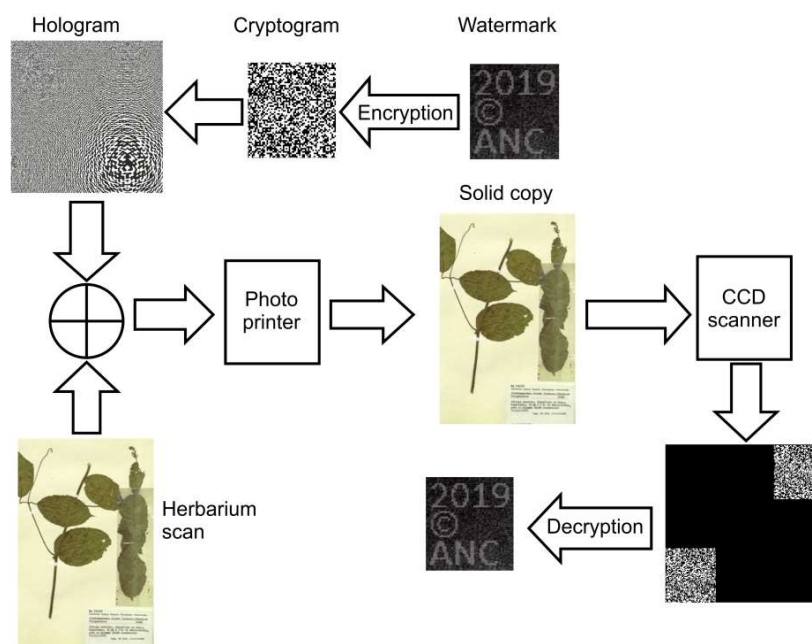 Hologram
Cryptogram
Watermark
Encryption
2019
©
ANC
Solid copy
Photo
printer
CCD
scanner
Herbarium
scan
2019
©
ANC
Decryption